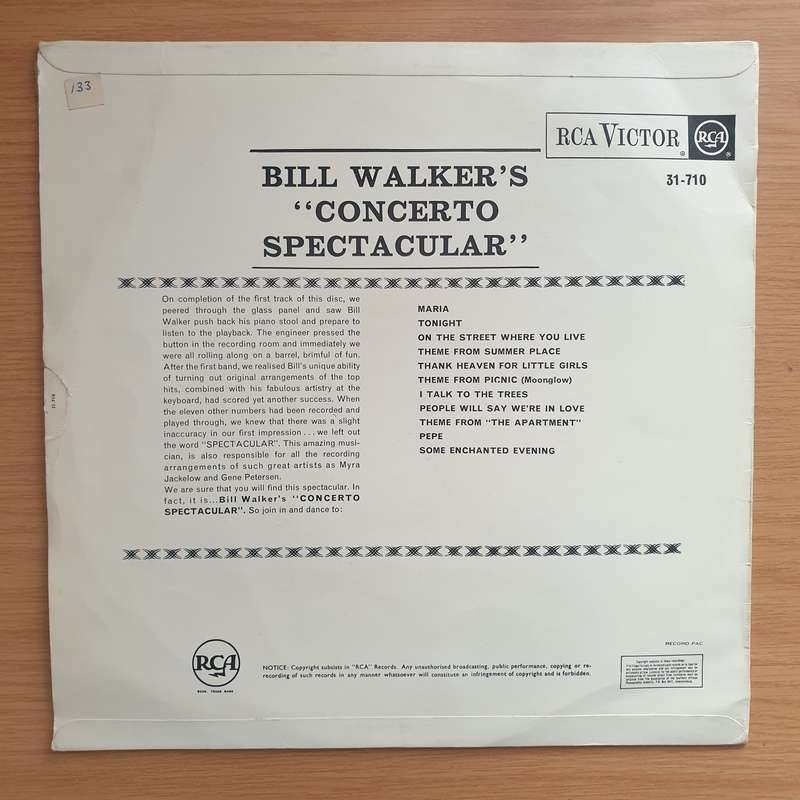 133
RCA VICTOR
RCA
31-710
BILL WALKER'S
“CONCERTO
SPECTACULAR”
On completion of the first track of this disc, we
peered through the glass panel and saw Bill
Walker push back his piano stool and prepare to
listen to the playback. The engineer pressed the
button in the recording room and immediately we
were all rolling along on a barrel, brimful of fun.
After the first band, we realised Bill's unique ability
of turning out original arrangements of the top
hits, combined with his fabulous artistry at the
keyboard, had scored yet another success. When
the eleven other numbers had been recorded and
played through, we knew that there was a slight
inaccuracy in our first impression . . . we left out
the word “SPECTACULAR”. This amazing musi-
cian, is also responsible for all the recording
arrangements of such great artists as Myra
Jackelow and Gene Petersen.
We are sure that you will find this spectacular. In
fact, it is...Bill Walker's “CONCERTO
SPECTACULAR”. So join in and dance to:
MARIA
TONIGHT
ON THE STREET WHERE YOU LIVE
THEME FROM SUMMER PLACE
THANK HEAVEN FOR LITTLE GIRLS
THEME FROM PICNIC (Moonglow)
I TALK TO THE TREES
PEOPLE WILL SAY WE'RE IN LOVE
THEME FROM “THE APARTMENT”
PEPE
SOME ENCHANTED EVENING
RCA
REGN. TRADE MARK
NOTICE: Copyright subsists in “RCA” Records. Any unauthorised broadcasting, public performance, copying or re-
recording of such records in any manner whatsoever will constitute an infringement of copyright and is forbidden.
RECORD PAC